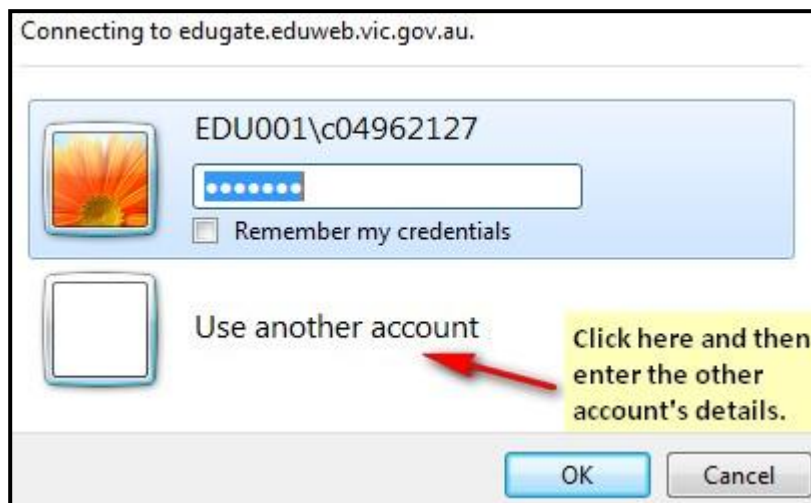 Connecting to edugate.eduweb.vic.gov.au.
EDU001\c04962127
•••••••
Remember my credentials
Use another account
Click here and then
enter the other
account's details.
OK
Cancel